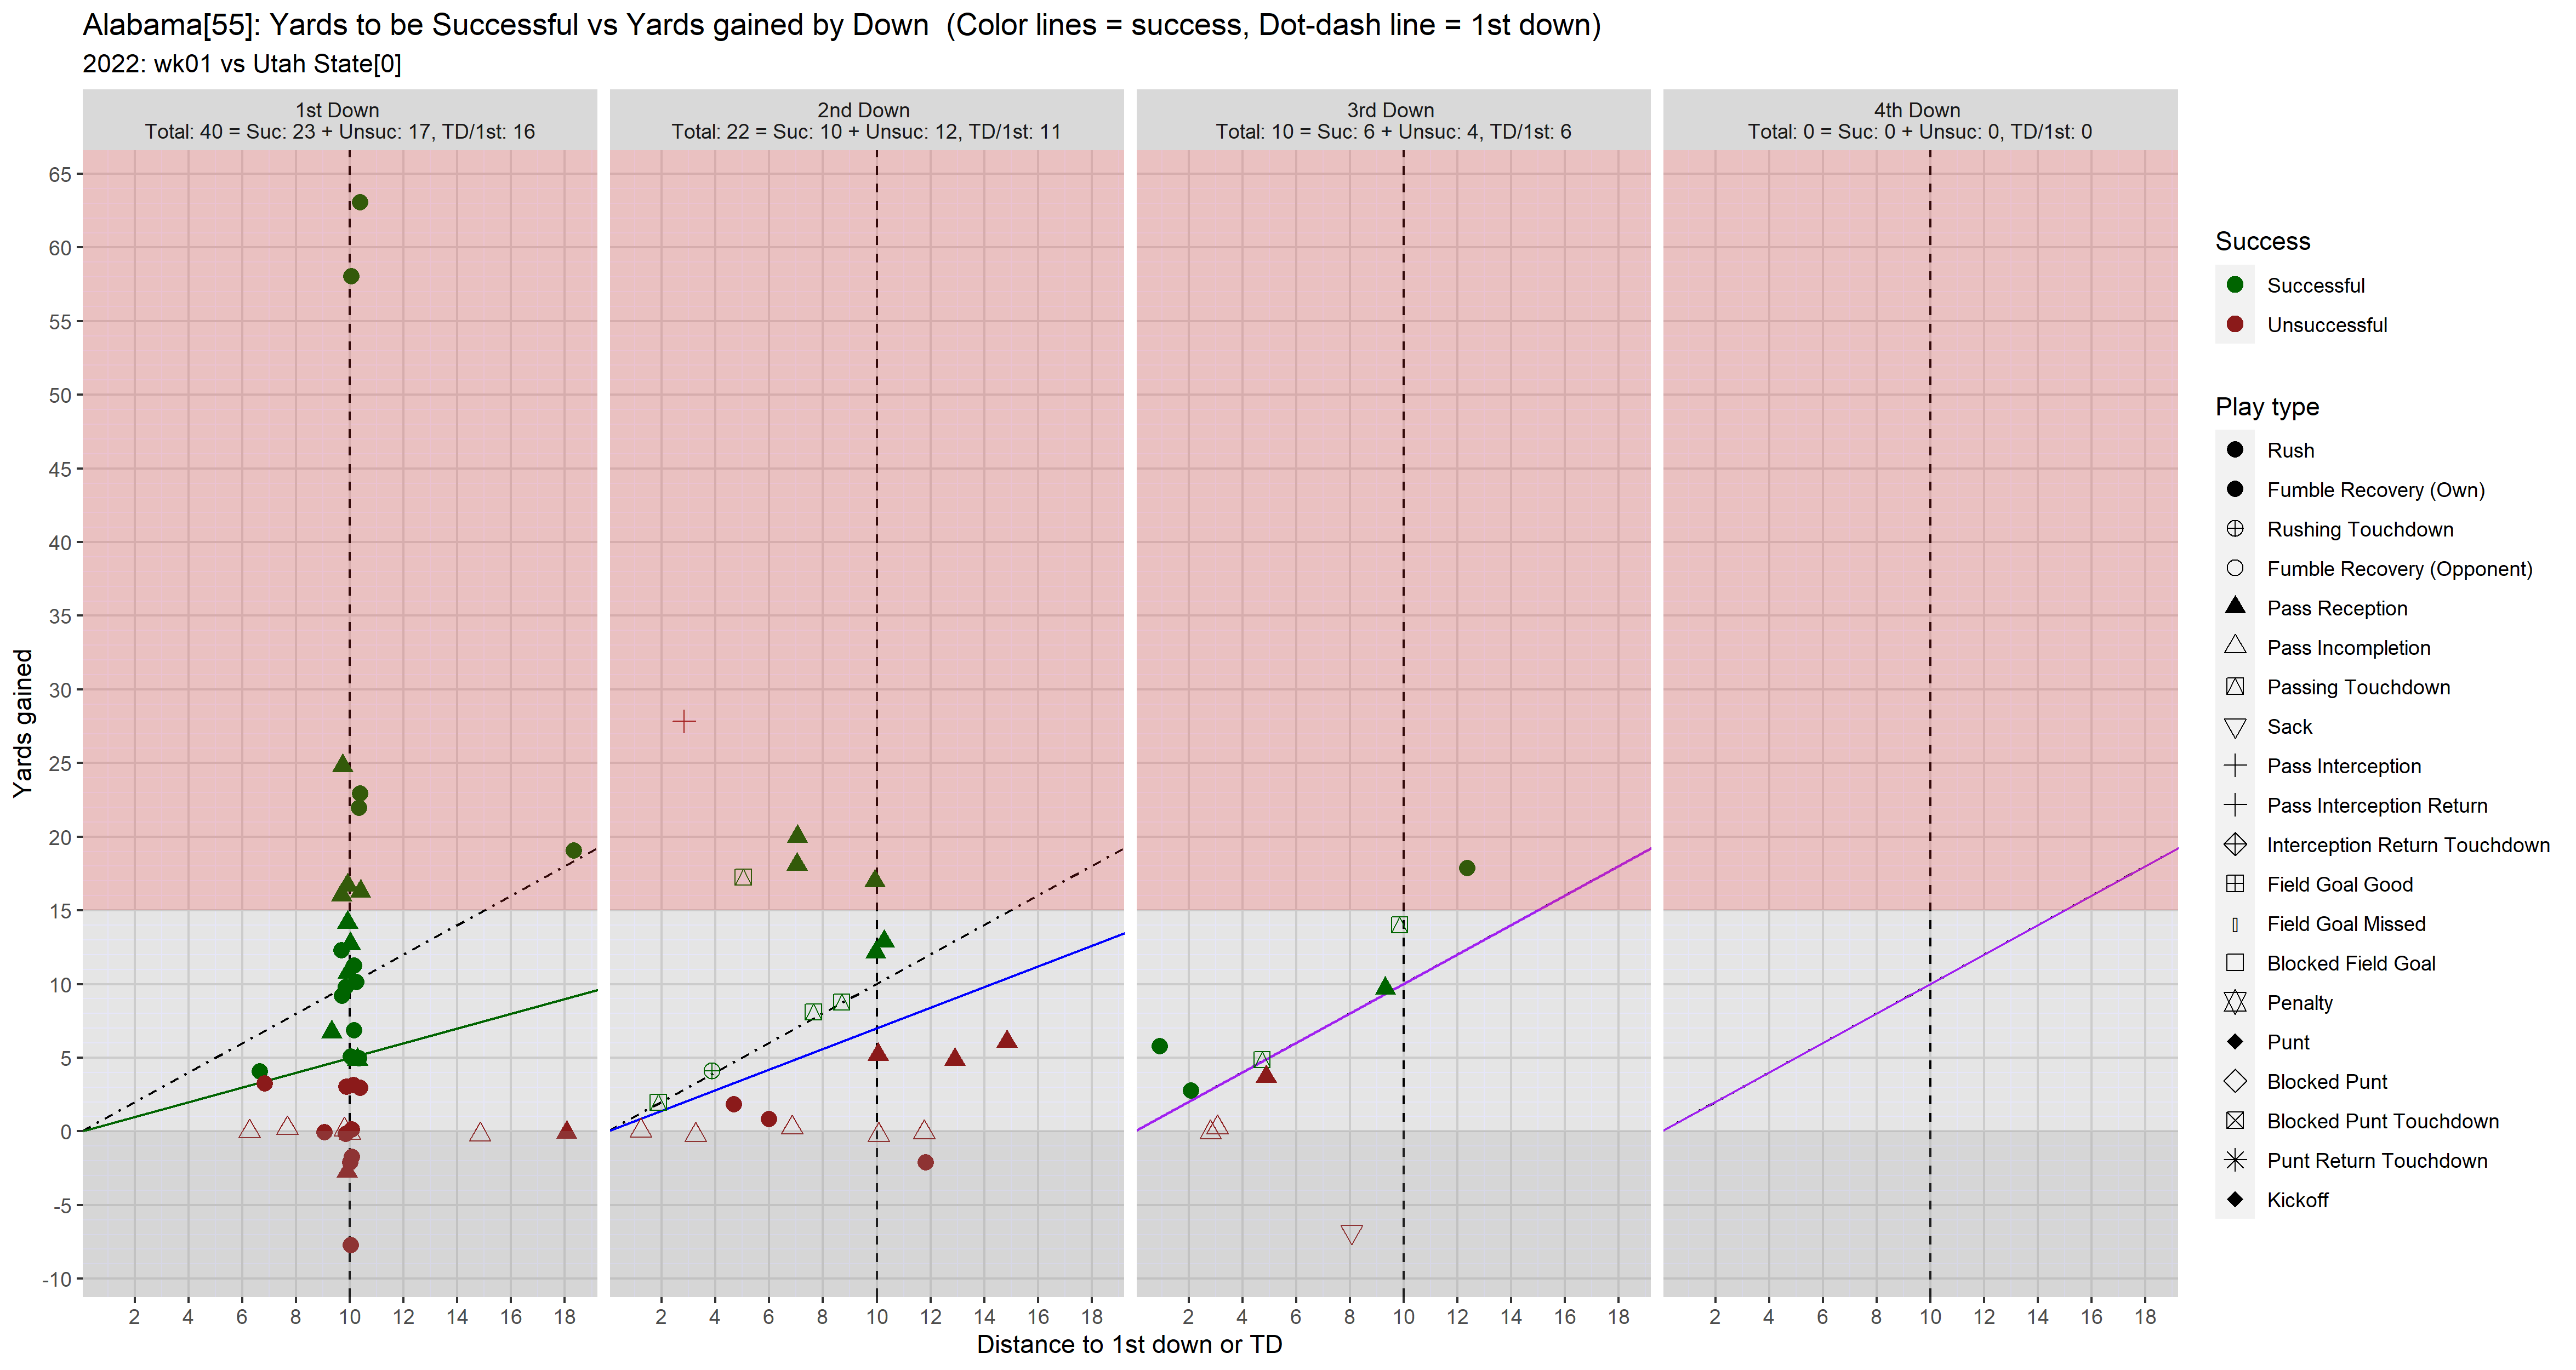 Alabama[55]: Yards to be Successful vs Yards gained by Down  (Color lines = success, Dot-dash line = 1st down)
2022: wk01 vs Utah State[0]
1st Down
Total: 40 = Suc: 23 + Unsuc: 17, TD/1st: 16
2nd Down
Total: 22 = Suc: 10 + Unsuc: 12, TD/1st: 11
3rd Down
Total: 10 = Suc: 6 + Unsuc: 4, TD/1st: 6
4th Down
Total: 0 = Suc: 0 + Unsuc: 0, TD/1st: 0
Yards gained
65
60
55
50
45
40
35
30
25
20
15
10
5
0
-5
-10
2 4 6 8 10 12 14 16 18
2 4 6 8 10 12 14 16 18
2 4 6 8 10 12 14 16 18
2 4 6 8 10 12 14 16 18
Distance to 1st down or TD
Success
Successful
Unsuccessful
Play type
Rush
Fumble Recovery (Own)
Rushing Touchdown
Fumble Recovery (Opponent)
Pass Reception
Pass Incompletion
Passing Touchdown
Sack
Pass Interception
Pass Interception Return
Interception Return Touchdown
Field Goal Good
Field Goal Missed
Blocked Field Goal
Penalty
Punt
Blocked Punt
Blocked Punt Touchdown
Punt Return Touchdown
Kickoff